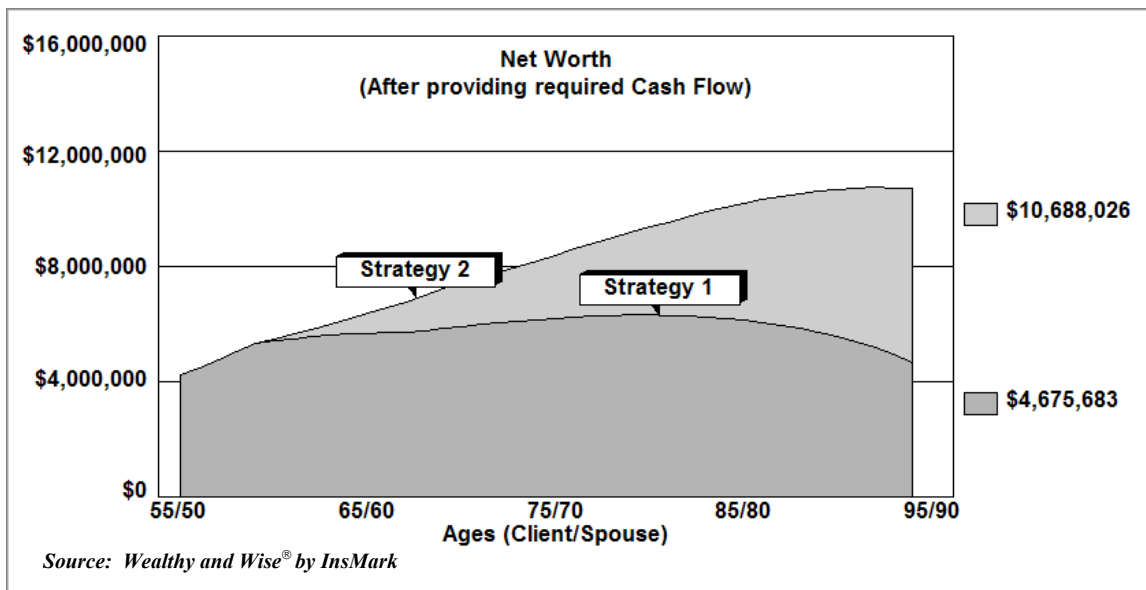 Net Worth
(After providing required Cash Flow)
$16,000,000
$12,000,000
$8,000,000
$4,000,000
$0
Strategy 2
Strategy 1
$10,688,026
$4,675,683
55/50 65/60 75/70 85/80 95/90
Ages (Client/Spouse)
Source: Wealthy and Wise® by InsMark